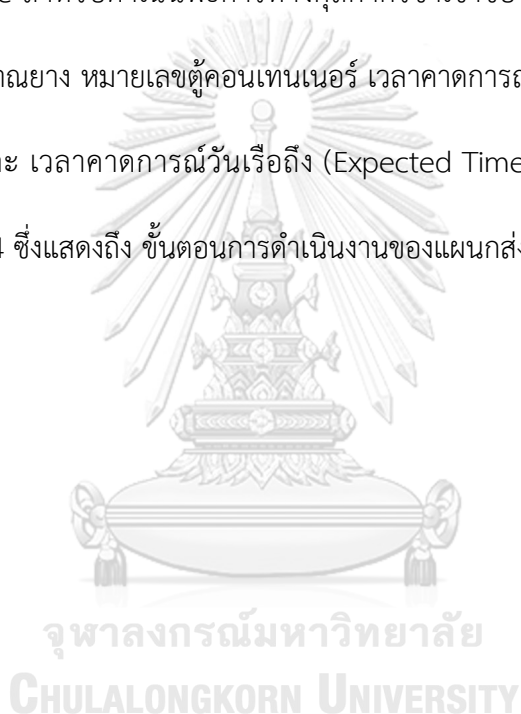 าณยาง หมายเลขตู้คอนเทนเนอร์ เวลาคาดการณ
ะ เวลาคาดการณ์วันเรือถึง (Expected Time
4 ซึ่งแสดงถึง ขั้นตอนการดำเนินงานของแผนกส่ง
จุฬาลงกรณ์มหาวิทยาลัย
CHULALONGKORN UNIVERSITY